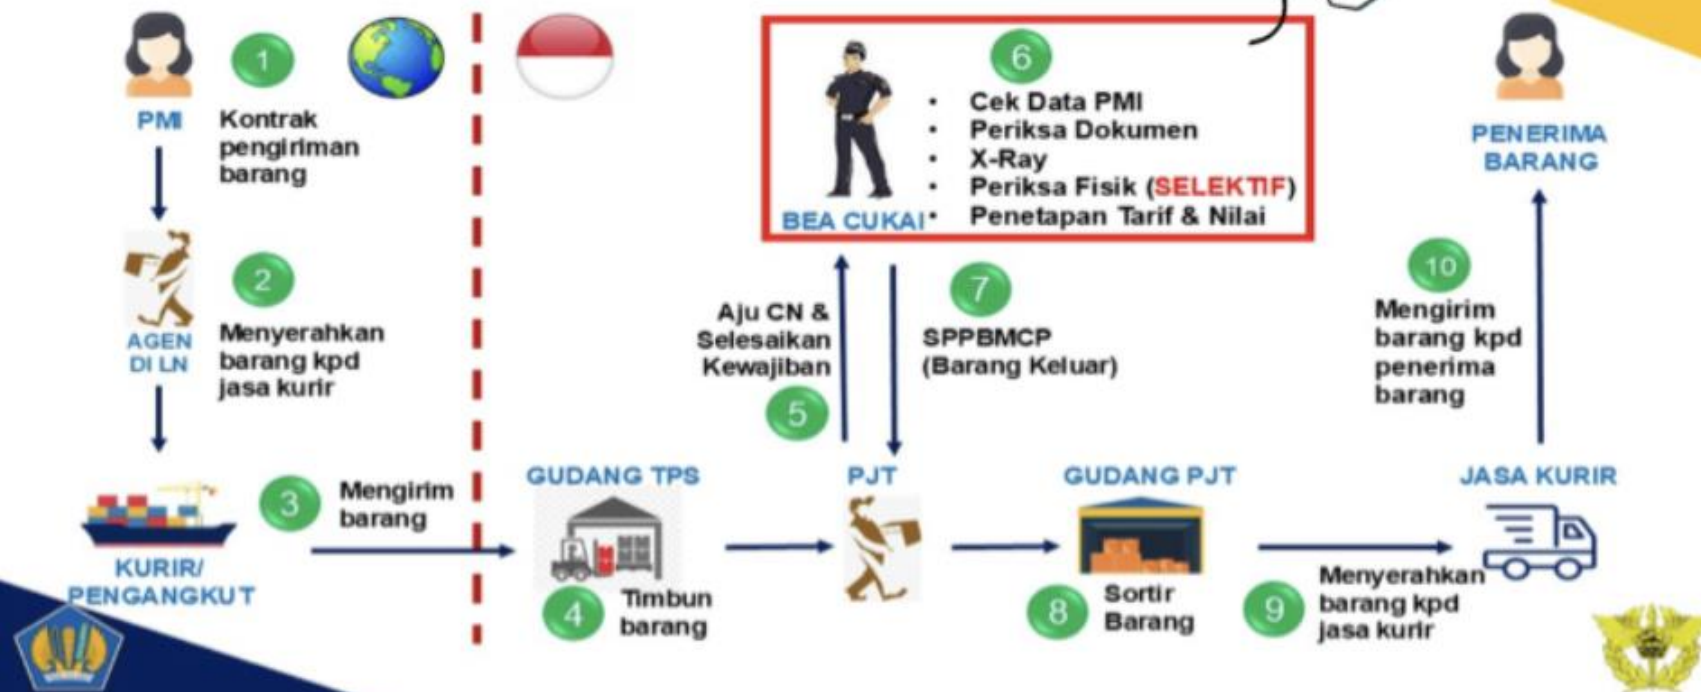 1
PMI
Kontrak
pengiriman
barang
2
AGEN
DI LN
Menyerahkan
barang kpd
jasa kurir
3
Mengirim
barang
KURIR/
PENGANGKUT
GUDANG TPS
4
Timbun
barang
Aju CN &
Selesaikan
Kewajiban
5
PJT
6
BEA CUKAI
• Cek Data PMI
• Periksa Dokumen
• X-Ray
• Periksa Fisik (SELEKTIF)
• Penetapan Tarif & Nilai
7
SPPBMCP
(Barang Keluar)
GUDANG PJT
8
Sortir
Barang
9
Menyerahkan
barang kpd
jasa kurir
JASA KURIR
10
Mengirim
barang kpd
penerima
barang
PENERIMA
BARANG